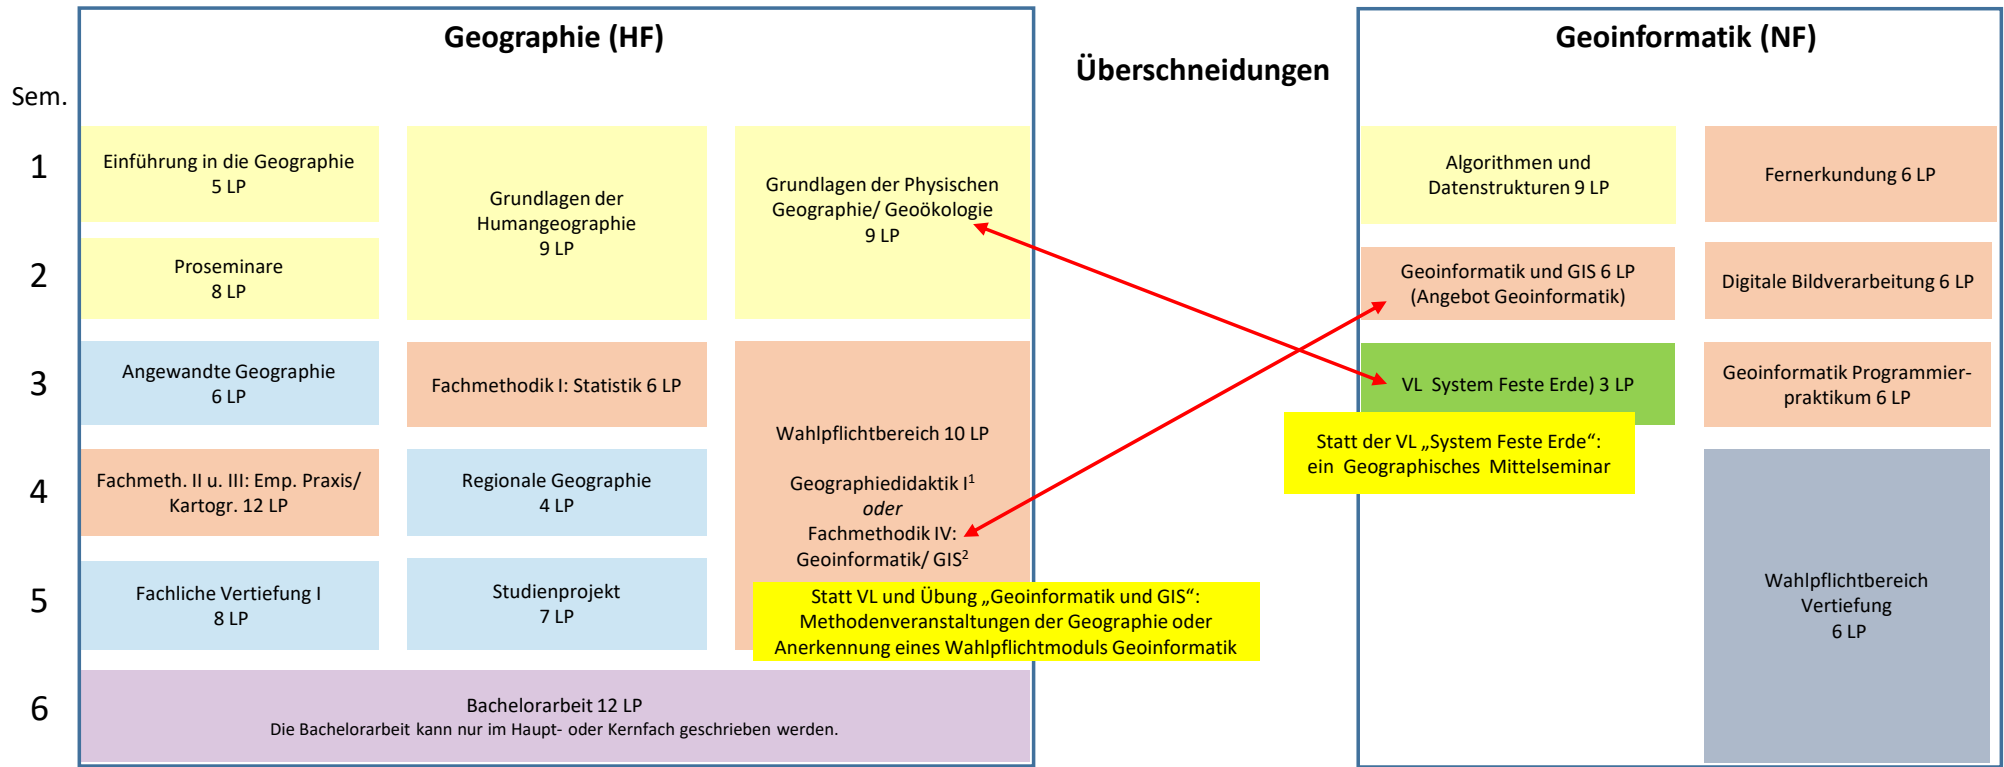 Geographie (HF)
Überschneidungen
Geoinformatik (NF)
Sem.
1
Einführung in die Geographie
5 LP
Grundlagen der
Humangeographie
9 LP
Grundlagen der Physischen
Geographie/ Geoökologie
9 LP
Algorithmen und
Datenstrukturen 9 LP
Fernerkundung 6 LP
2
Proseminare
8 LP
Geoinformatik und GIS 6 LP
(Angebot Geoinformatik)
Digitale Bildverarbeitung 6 LP
3
Angewandte Geographie
6 LP
Fachmethodik I: Statistik 6 LP
Wahlpflichtbereich 10 LP
Geographiedidaktik I¹
oder
Fachmethodik IV:
Geoinformatik/ GIS²
VL System Feste Erde) 3 LP
Geoinformatik Programmier-
praktikum 6 LP
Statt der VL „System Feste Erde“:
ein Geographisches Mittelseminar
4
Fachmeth. II u. III: Emp. Praxis/
Kartogr. 12 LP
Regionale Geographie
4 LP
5
Fachliche Vertiefung I
8 LP
Studienprojekt
7 LP
Statt VL und Übung „Geoinformatik und GIS“:
Methodenveranstaltungen der Geographie oder
Anerkennung eines Wahlpflichtmoduls Geoinformatik
Wahlpflichtbereich
Vertiefung
6 LP
6
Bachelorarbeit 12 LP
Die Bachelorarbeit kann nur im Haupt- oder Kernfach geschrieben werden.